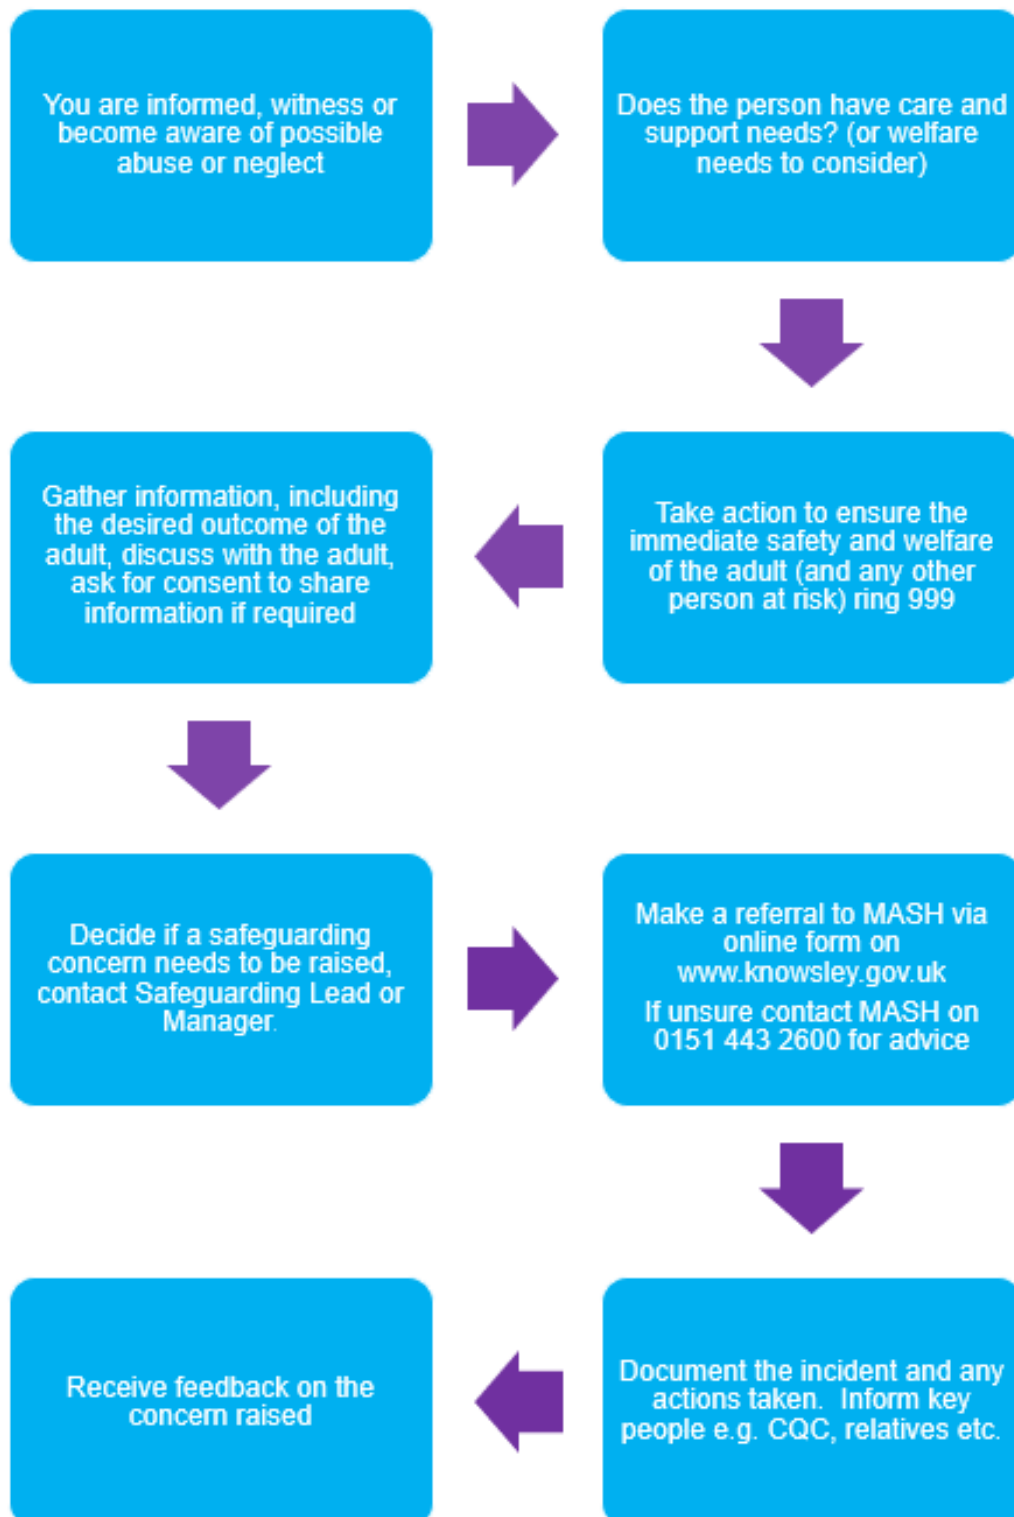 You are informed, witness or
become aware of possible
abuse or neglect
Does the person have care and
support needs? (or welfare
needs to consider)
Take action to ensure the
immediate safety and welfare
of the adult (and any other
person at risk) ring 999
Gather information, including
the desired outcome of the
adult, discuss with the adult,
ask for consent to share
information if required
Decide if a safeguarding
concern needs to be raised,
contact Safeguarding Lead or
Manager.
Make a referral to MASH via
online form on
www.knowsley.gov.uk
If unsure contact MASH on
0151 443 2600 for advice
Document the incident and any
actions taken.  Inform key
people e.g. CQC, relatives etc.
Receive feedback on the
concern raised